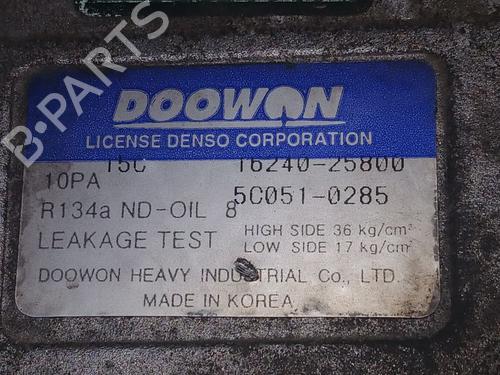 DOOWON
LICENSE DENSO CORPORATION
15C 16240-25800
10PA
5C051-0285
R134a ND-OIL 8
LEAKAGE TEST HIGH SIDE 36 kg/cm²
LOW SIDE 17 kg/cm²
DOOWON HEAVY INDUSTRIAL Co., LTD.
MADE IN KOREA
B-PARTS